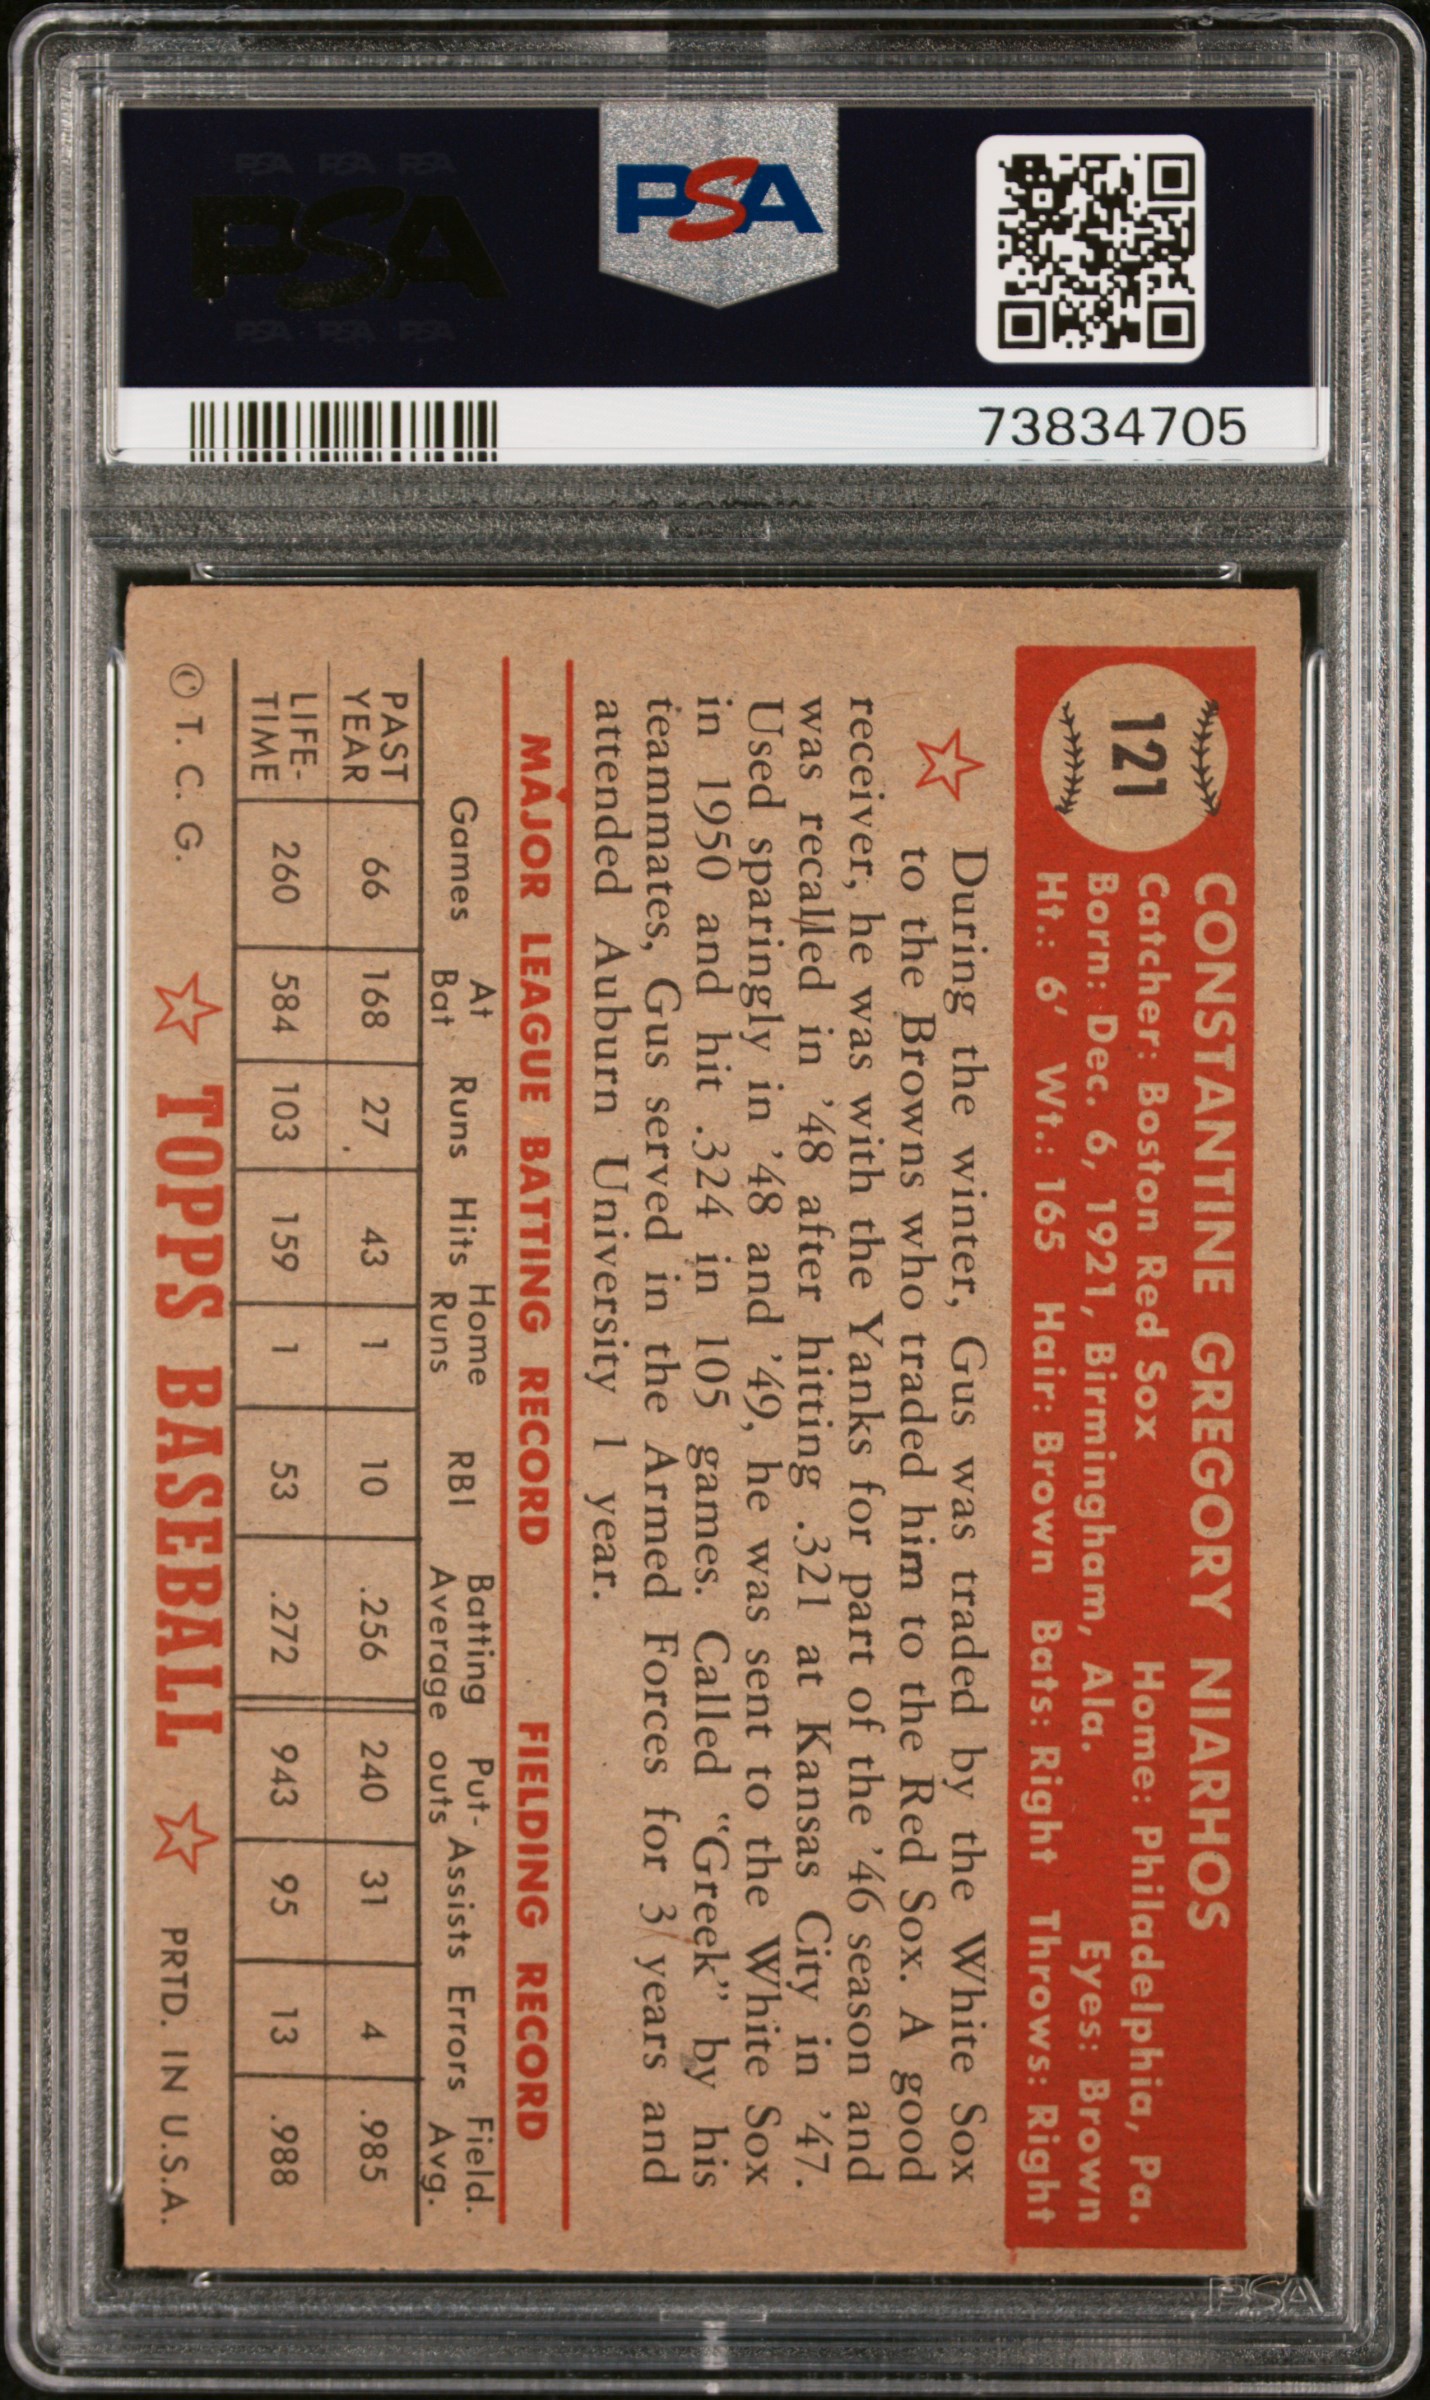 PSA PSA PSA
PSA
PSA PSA PSA
PSA
73834705
121
CONSTANTINE GREGORY NIARHOS
Catcher: Boston Red Sox Home: Philadelphia, Pa.
Born: Dec. 6, 1921, Birmingham, Ala. Eyes: Brown
Ht.: 6' Wt.: 165 Hair: Brown Bats: Right Throws: Right
During the winter, Gus was traded by the White Sox
to the Browns who traded him to the Red Sox. A good
receiver, he was with the Yanks for part of the '46 season and
was recalled in '48 after hitting .321 at Kansas City in '47.
Used sparingly in '48 and '49, he was sent to the White Sox
in 1950 and hit .324 in 105 games. Called "Greek" by his
teammates, Gus served in the Armed Forces for 3 years and
attended Auburn University 1 year.
MAJOR LEAGUE BATTING RECORD FIELDING RECORD
Games At Bat Runs Hits Home Runs RBI Batting Average Put-outs Assists Errors Field. Avg.
PAST YEAR 66 168 27 43 1 10 .256 240 31 4 .985
LIFE-TIME 260 584 103 159 1 53 .272 943 95 13 .988
© T. C. G. ☆ TOPPS BASEBALL ☆ PRTD. IN U.S.A.
PSA